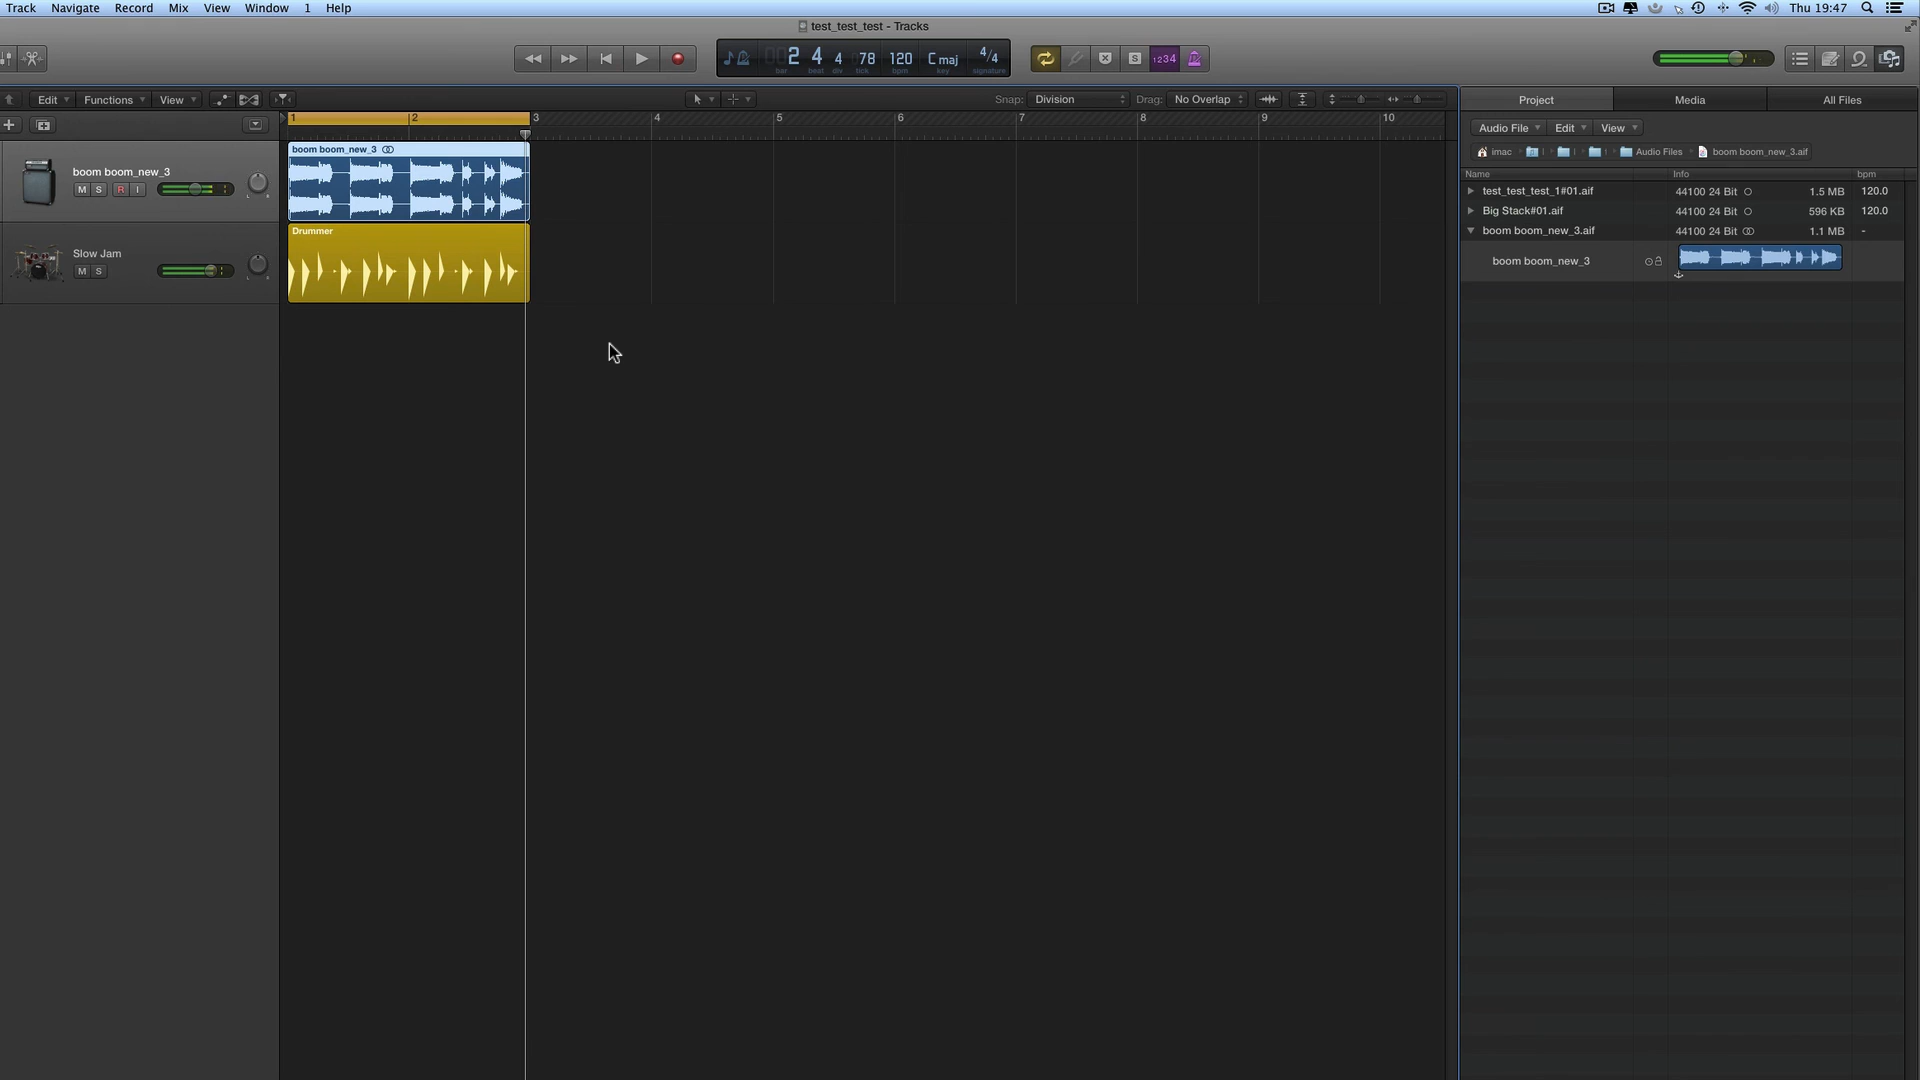 Track Navigate Record Mix View Window 1 Help Thu 19:47
test_test_test - Tracks
2 4 4 78 120 C maj 4/4
bar beat div tick bpm key signature
S 1234
Edit Functions View Snap: Division Drag: No Overlap
Project Media All Files
1 2 3 4 5 6 7 8 9 10
Audio File Edit View
boom boom_new_3
imac Audio Files boom boom_new_3.aif
boom boom_new_3
M S R I
Name Info bpm
test_test_test_1#01.aif 44100 24 Bit 1.5 MB 120.0
Big Stack#01.aif 44100 24 Bit 596 KB 120.0
Drummer
boom boom_new_3.aif 44100 24 Bit 1.1 MB -
Slow Jam
M S
boom boom_new_3